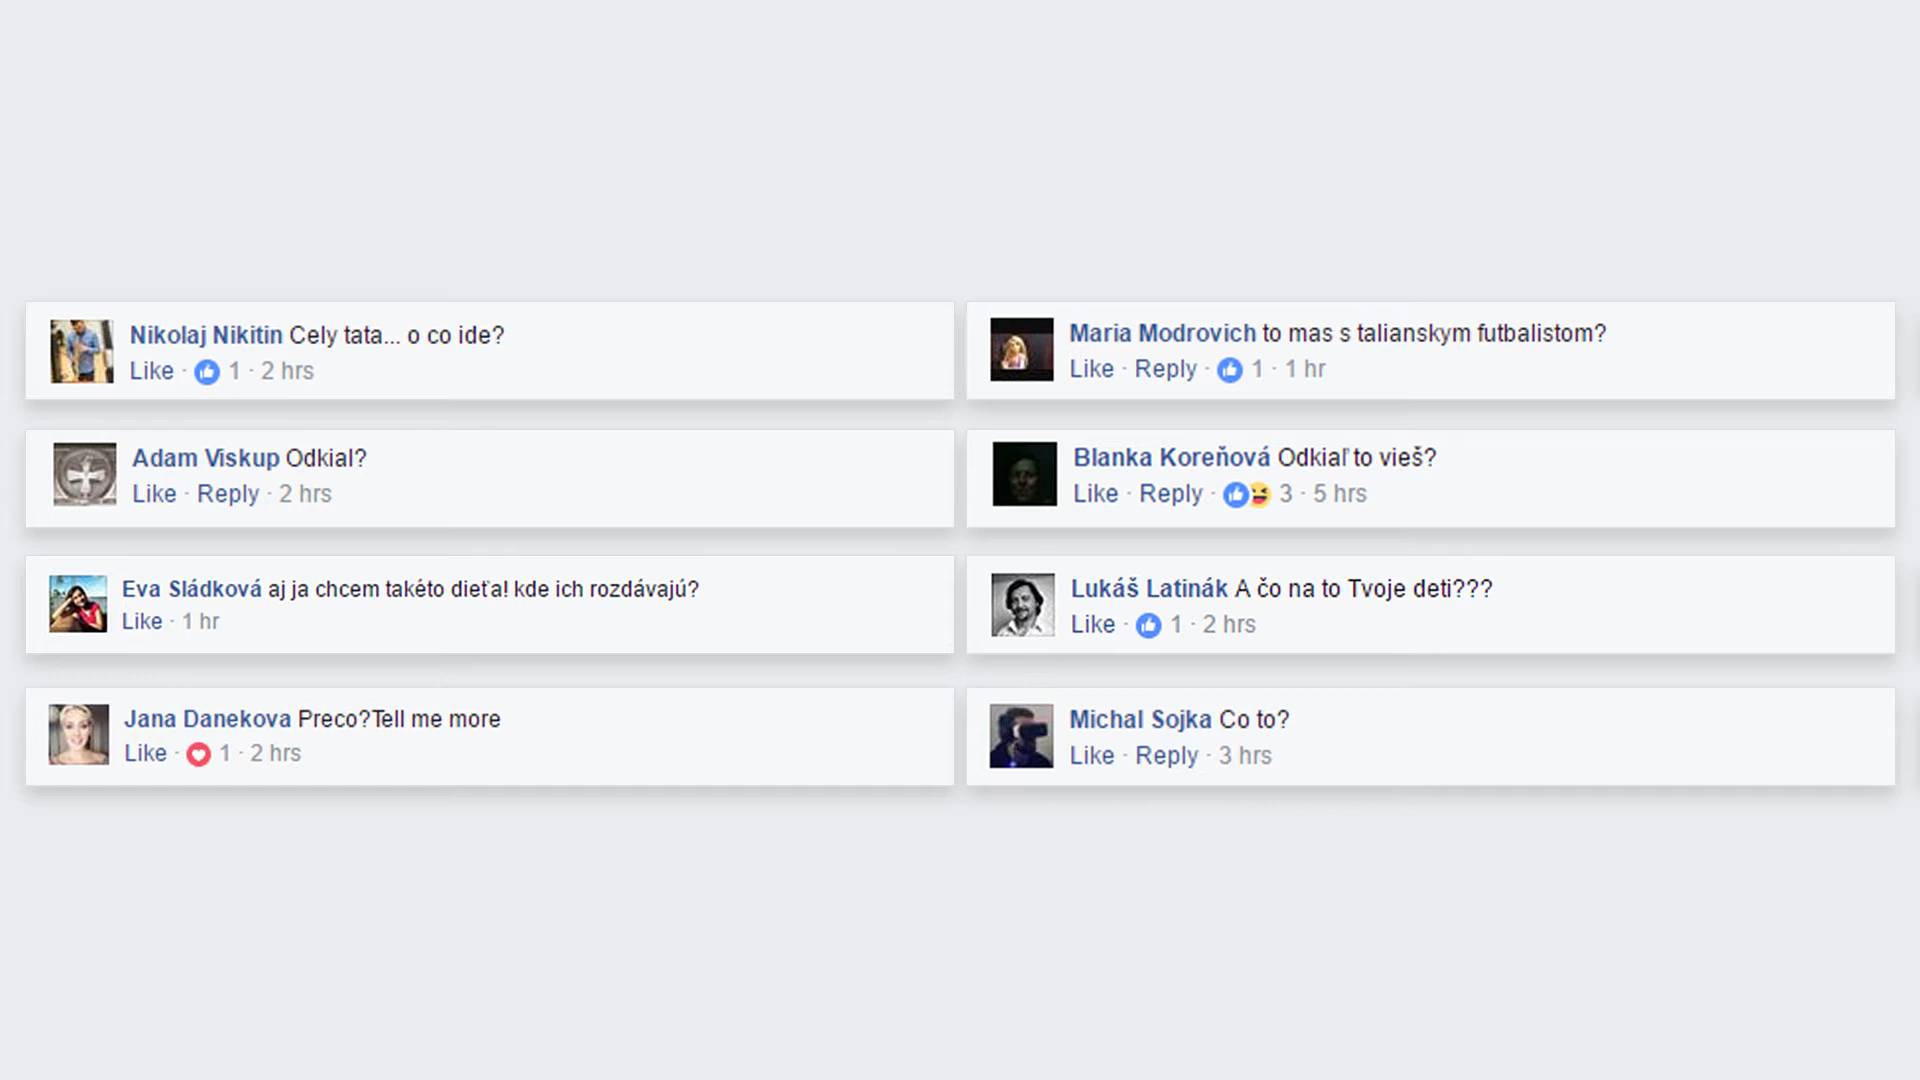 Nikolaj Nikitin Cely tata... o co ide?
Like · 1 · 2 hrs
Adam Viskup Odkial?
Like · Reply · 2 hrs
Eva Sládková aj ja chcem takéto dieťa! kde ich rozdávajú?
Like · 1 hr
Jana Danekova Preco?Tell me more
Like · 1 · 2 hrs
Maria Modrovich to mas s talianskym futbalistom?
Like · Reply · 1 · 1 hr
Blanka Koreňová Odkiaľ to vieš?
Like · Reply · 3 · 5 hrs
Lukáš Latinák A čo na to Tvoje deti???
Like · 1 · 2 hrs
Michal Sojka Co to?
Like · Reply · 3 hrs